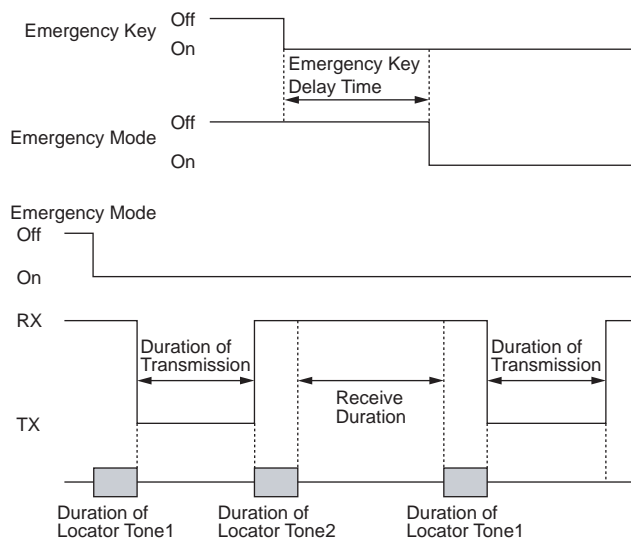 Off
Emergency Key
On
Emergency Key
Delay Time
Off
Emergency Mode
On
Emergency Mode
Off
On
RX
Duration of
Transmission
Duration of
Transmission
Receive
Duration
TX
Duration of
Locator Tone1
Duration of
Locator Tone2
Duration of
Locator Tone1